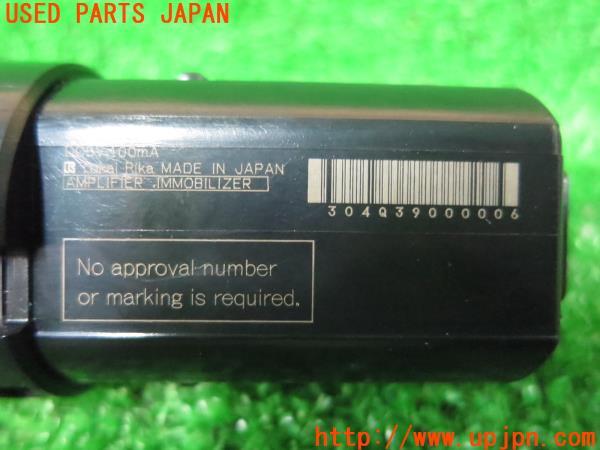 USED PARTS JAPAN
100mA
Tokai Rika MADE IN JAPAN
AMPLIFIER ,IMMOBILIZER
304Q39000006
No approval number
or marking is required.
http://www.upjpn.com